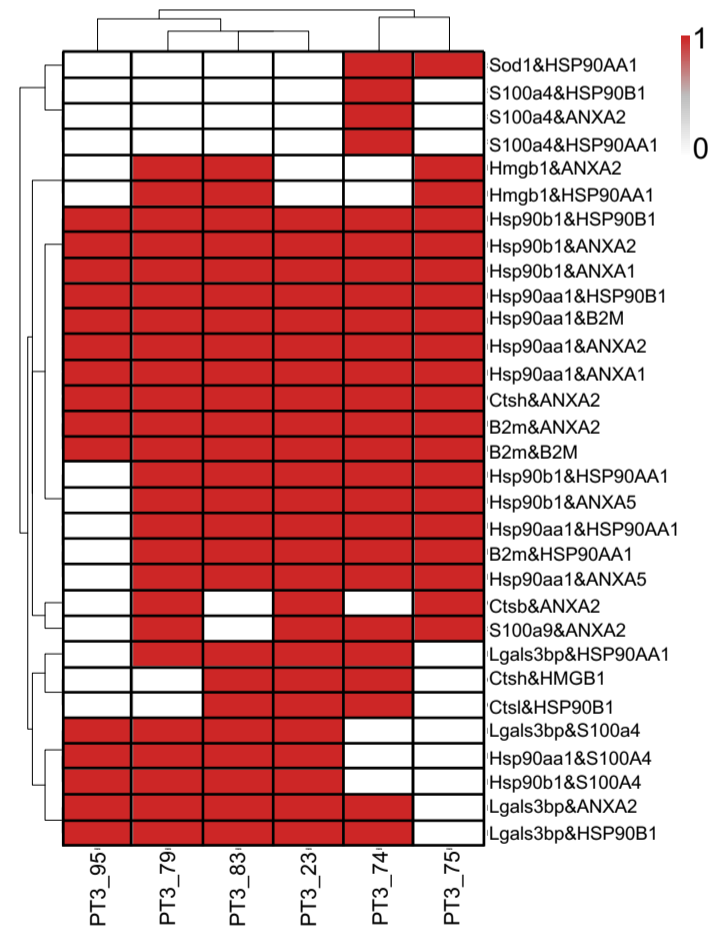 1
0
Sod1&HSP90AA1
S100a4&HSP90B1
S100a4&ANXA2
S100a4&HSP90AA1
Hmgb1&ANXA2
Hmgb1&HSP90AA1
Hsp90b1&HSP90B1
Hsp90b1&ANXA2
Hsp90b1&ANXA1
Hsp90aa1&HSP90B1
Hsp90aa1&B2M
Hsp90aa1&ANXA2
Hsp90aa1&ANXA1
Ctsh&ANXA2
B2m&ANXA2
B2m&B2M
Hsp90b1&HSP90AA1
Hsp90b1&ANXA5
Hsp90aa1&HSP90AA1
B2m&HSP90AA1
Hsp90aa1&ANXA5
Ctsb&ANXA2
S100a9&ANXA2
Lgals3bp&HSP90AA1
Ctsh&HMGB1
Ctsl&HSP90B1
Lgals3bp&S100a4
Hsp90aa1&S100A4
Hsp90b1&S100A4
Lgals3bp&ANXA2
Lgals3bp&HSP90B1
PT3_95
PT3_79
PT3_83
PT3_23
PT3_74
PT3_75